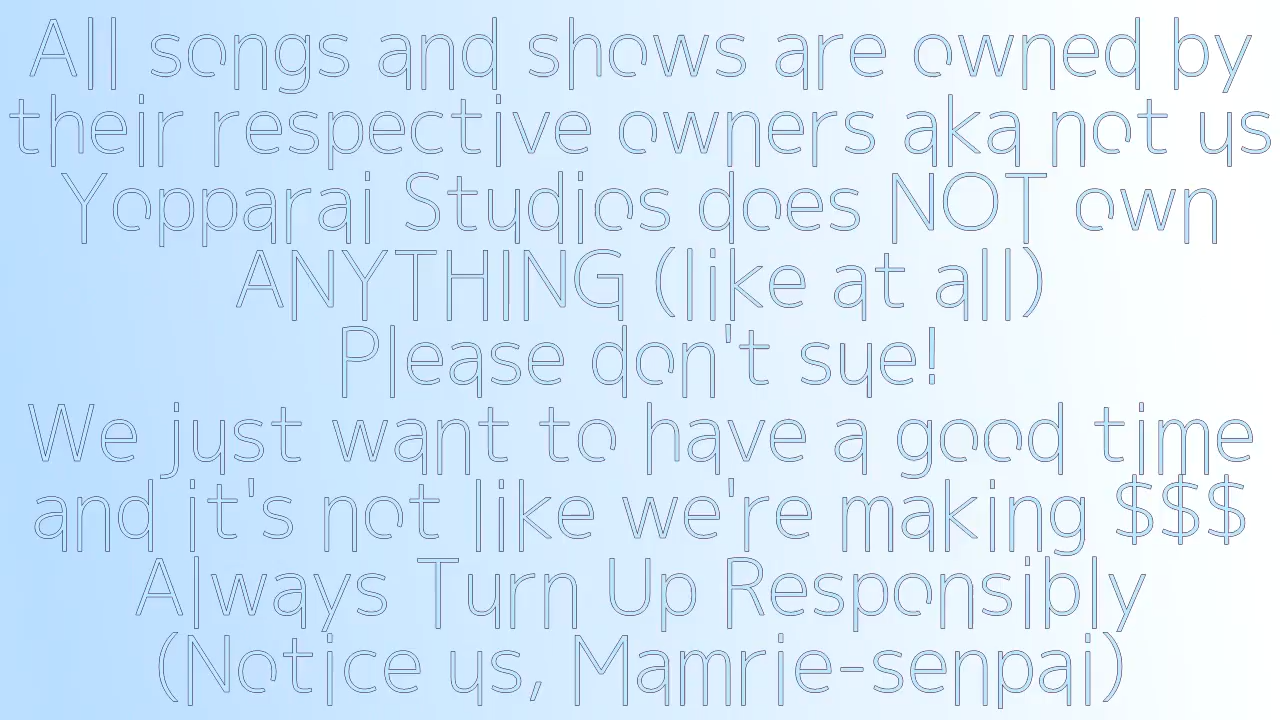 All songs and shows are owned by
their respective owners aka not us
Yopparai Studios does NOT own
ANYTHING (like at all)
Please don't sue!
We just want to have a good time
and it's not like we're making $$$
Always Turn Up Responsibly
(Notice us, Mamrie-senpai)